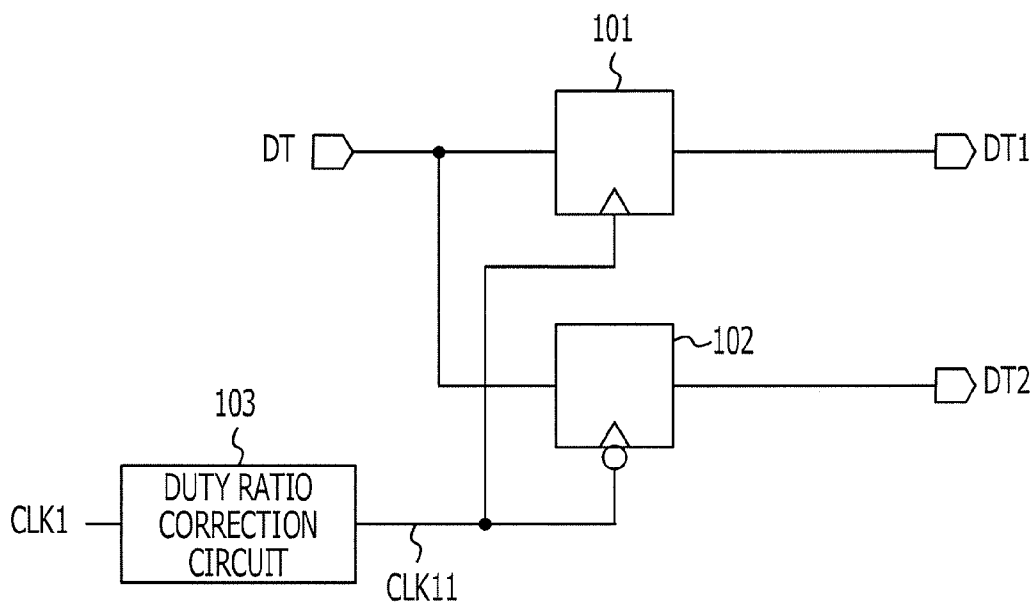 101
DT
DT1
102
DT2
103
DUTY RATIO
CORRECTION
CIRCUIT
CLK1
CLK11